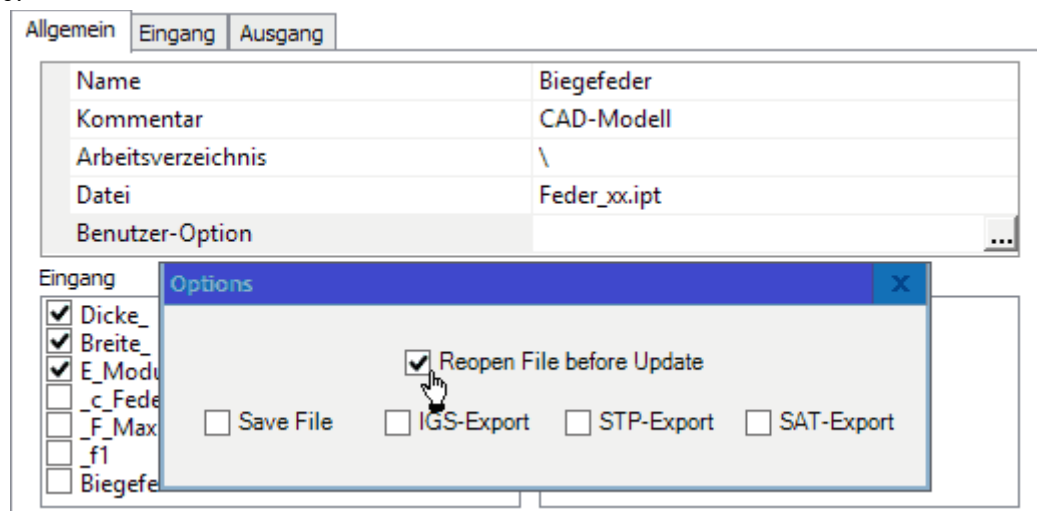 Allgemein Eingang Ausgang
Name Biegefeder
Kommentar CAD-Modell
Arbeitsverzeichnis \
Datei Feder_xx.ipt
Benutzer-Option ...
Eingang
Options X
Dicke_
Breite_
Reopen File before Update
E_Modu
_c_Fede
Save File IGS-Export STP-Export SAT-Export
_F_Max
_f1
Biegefe